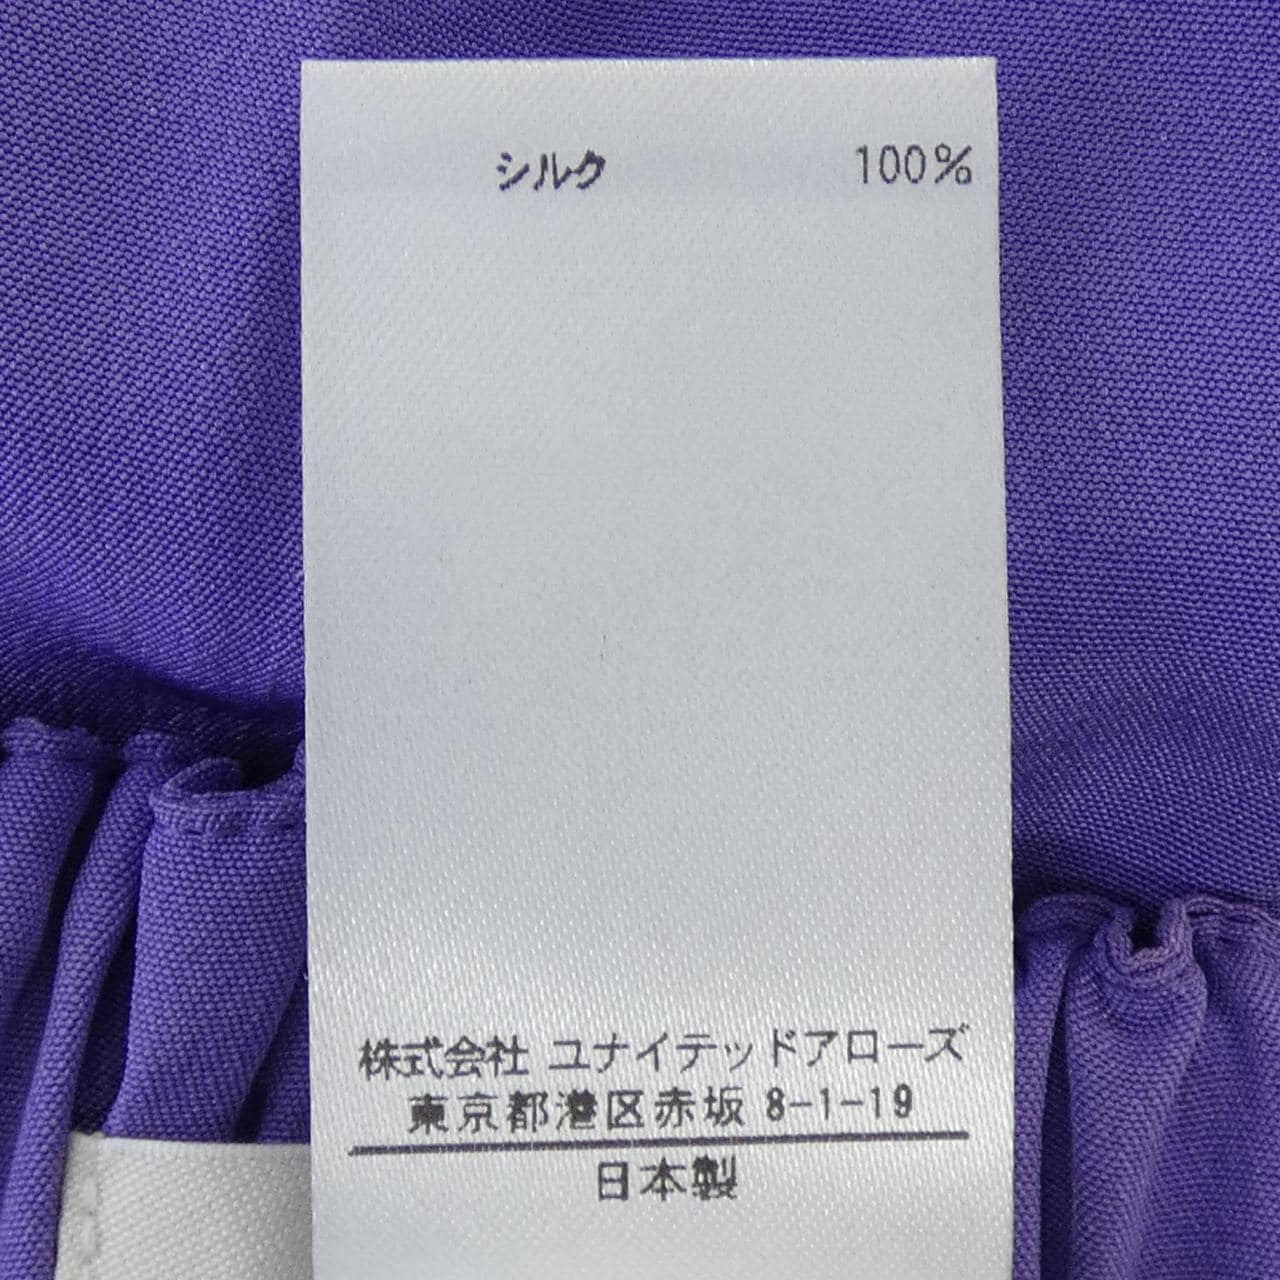 シルク 100%
株式会社 ユナイテッドアローズ
東京都港区赤坂 8-1-19
日本製